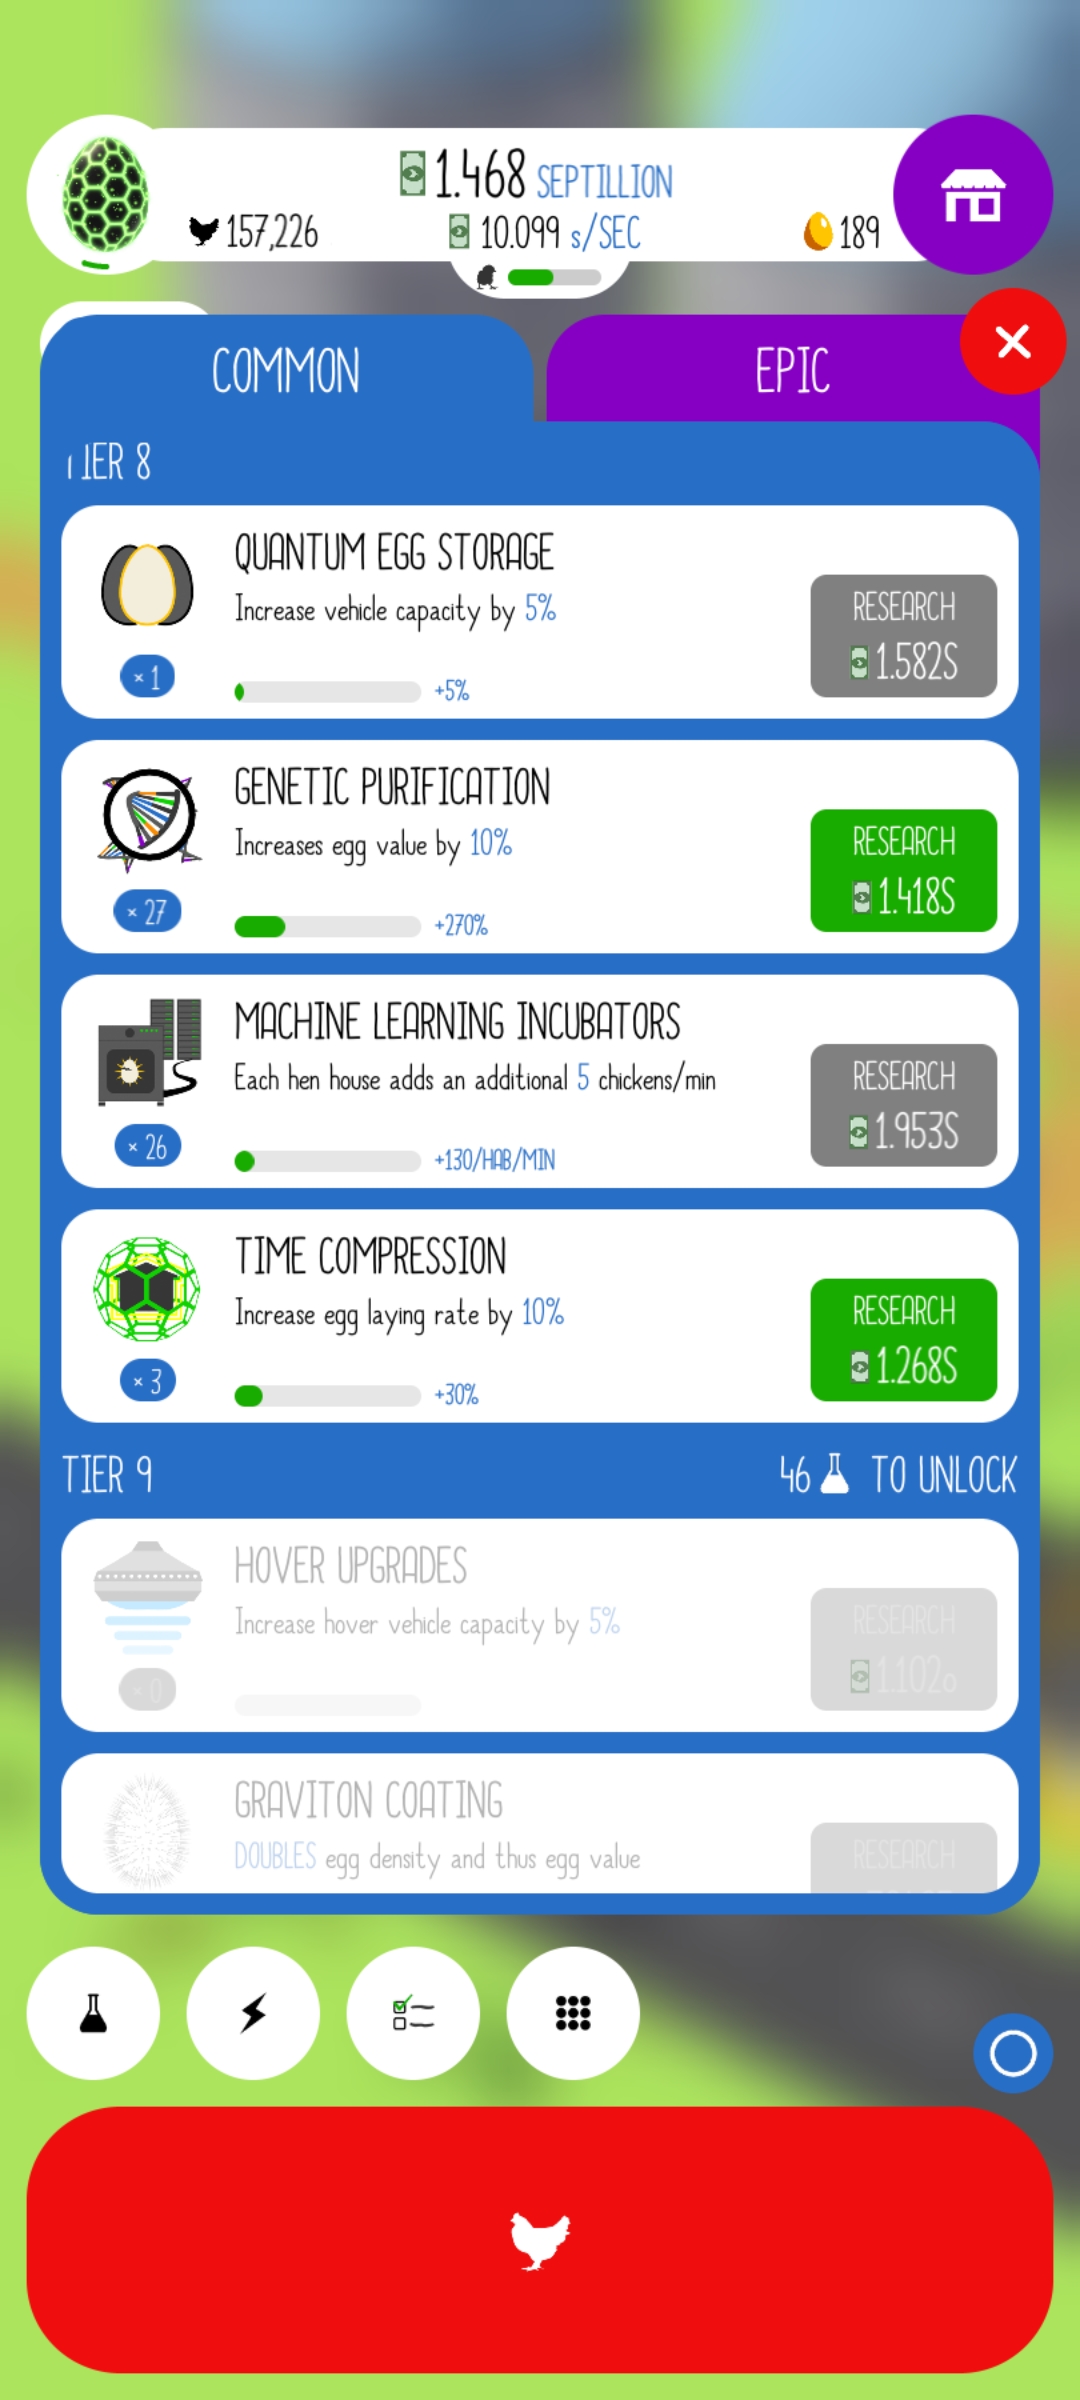 1.468 SEPTILLION
157,226
10.099 s/SEC
189
COMMON
EPIC
TIER 8
QUANTUM EGG STORAGE
Increase vehicle capacity by 5%
× 1
+5%
RESEARCH
1.582S
GENETIC PURIFICATION
Increases egg value by 10%
× 27
+270%
RESEARCH
1.418S
MACHINE LEARNING INCUBATORS
Each hen house adds an additional 5 chickens/min
× 26
+130/HAB/MIN
RESEARCH
1.953S
TIME COMPRESSION
Increase egg laying rate by 10%
× 3
+30%
RESEARCH
1.268S
TIER 9
46 TO UNLOCK
HOVER UPGRADES
Increase hover vehicle capacity by 5%
× 0
RESEARCH
1.102o
GRAVITON COATING
DOUBLES egg density and thus egg value
RESEARCH